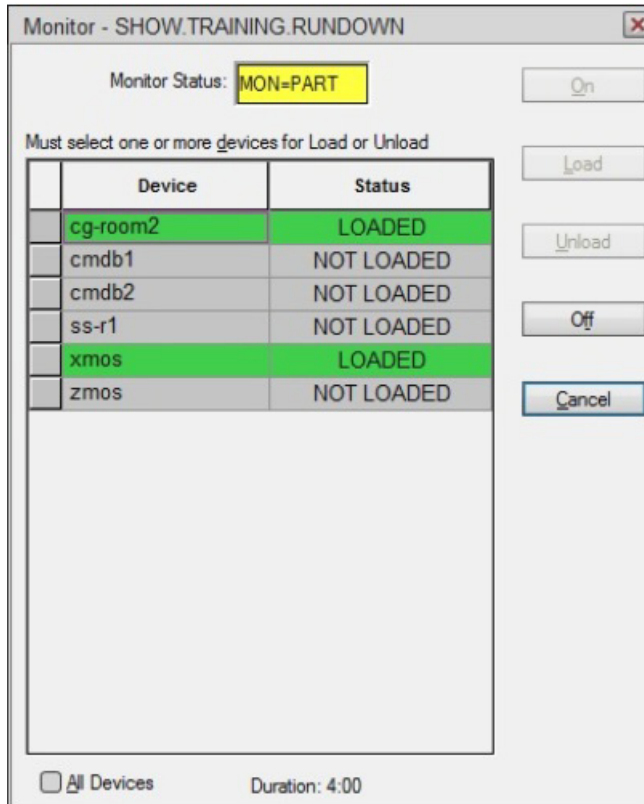 Monitor - SHOW.TRAINING.RUNDOWN
Monitor Status: MON=PART
On
Must select one or more devices for Load or Unload
Load
Device Status
cg-room2 LOADED
Unload
cmdb1 NOT LOADED
cmdb2 NOT LOADED
ss-r1 NOT LOADED
Off
xmos LOADED
zmos NOT LOADED
Cancel
All Devices Duration: 4:00